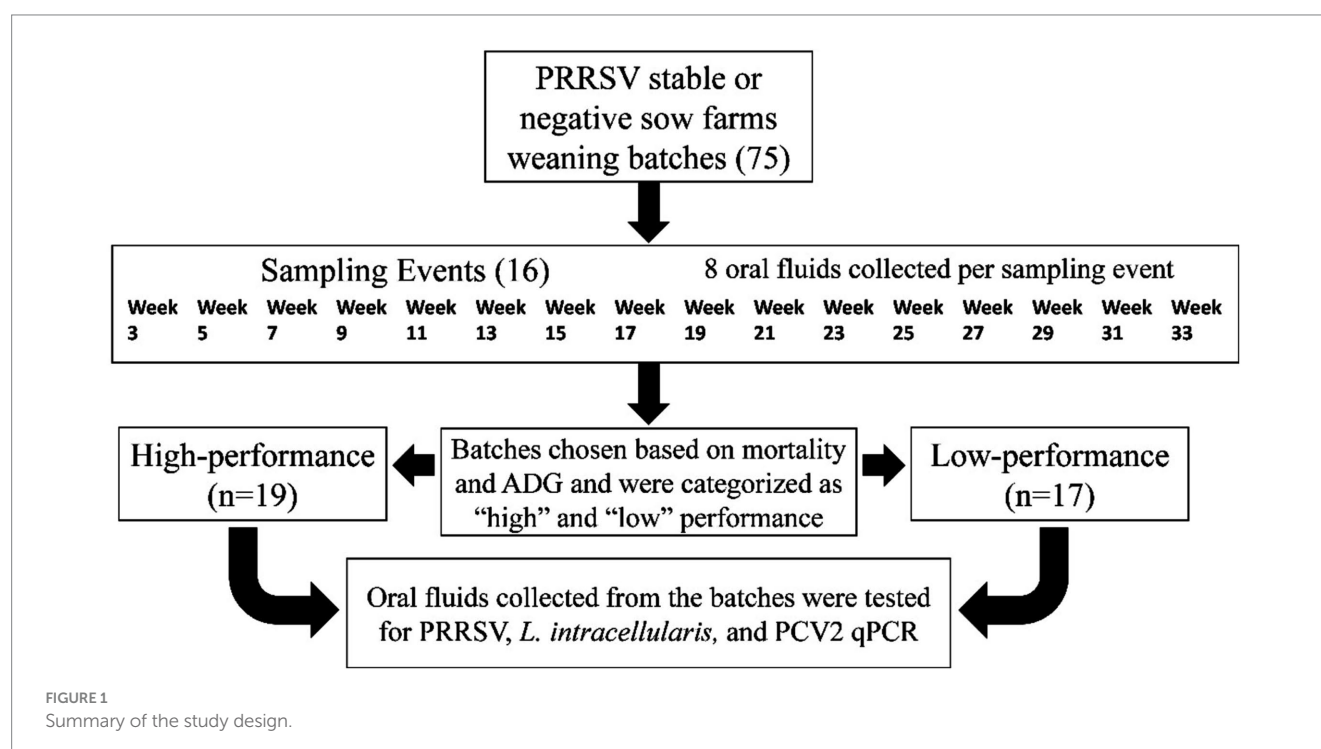 PRRSV stable or
negative sow farms
weaning batches (75)
Sampling Events (16)
8 oral fluids collected per sampling event
Week Week Week Week Week Week Week Week Week Week Week Week Week Week Week Week
3 5 7 9 11 13 15 17 19 21 23 25 27 29 31 33
High-performance
(n=19)
Batches chosen based on mortality
and ADG and were categorized as
“high” and “low” performance
Low-performance
(n=17)
Oral fluids collected from the batches were tested
for PRRSV, L. intracellularis, and PCV2 qPCR
FIGURE 1
Summary of the study design.